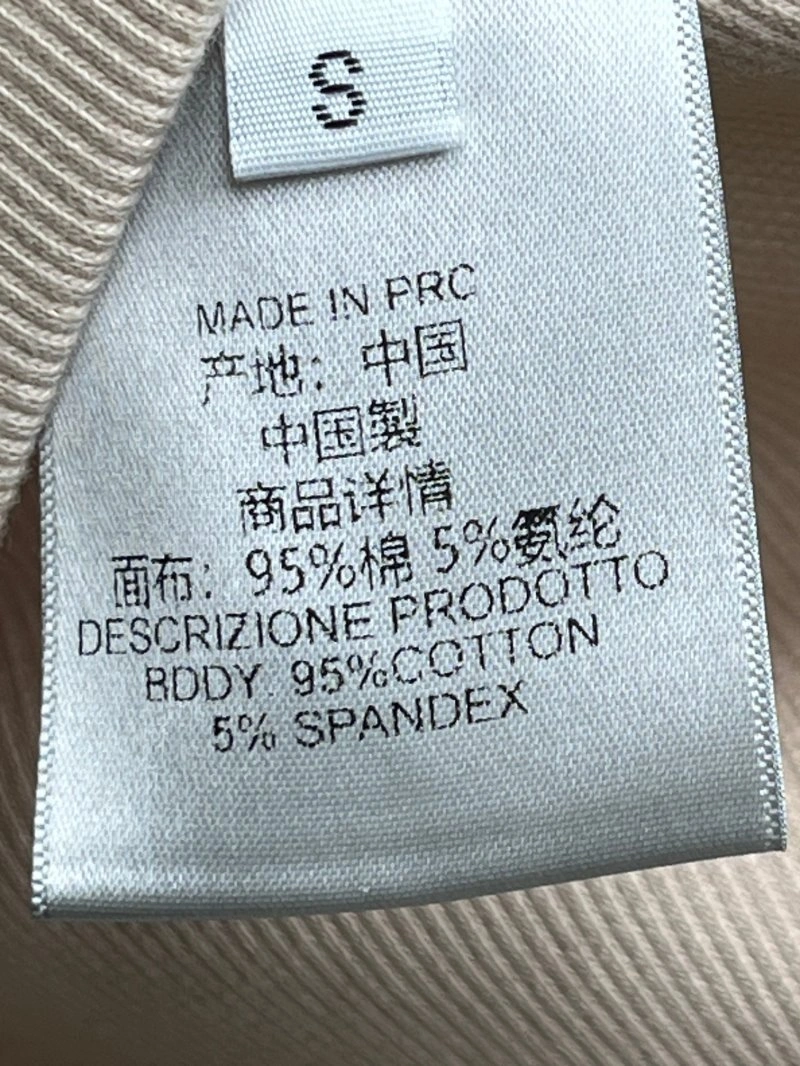 S
MADE IN PRC
产地：中国
中国製
商品详情
面布：95%棉 5%氨纶
DESCRIZIONE PRODOTTO
BODY: 95%COTTON
5% SPANDEX